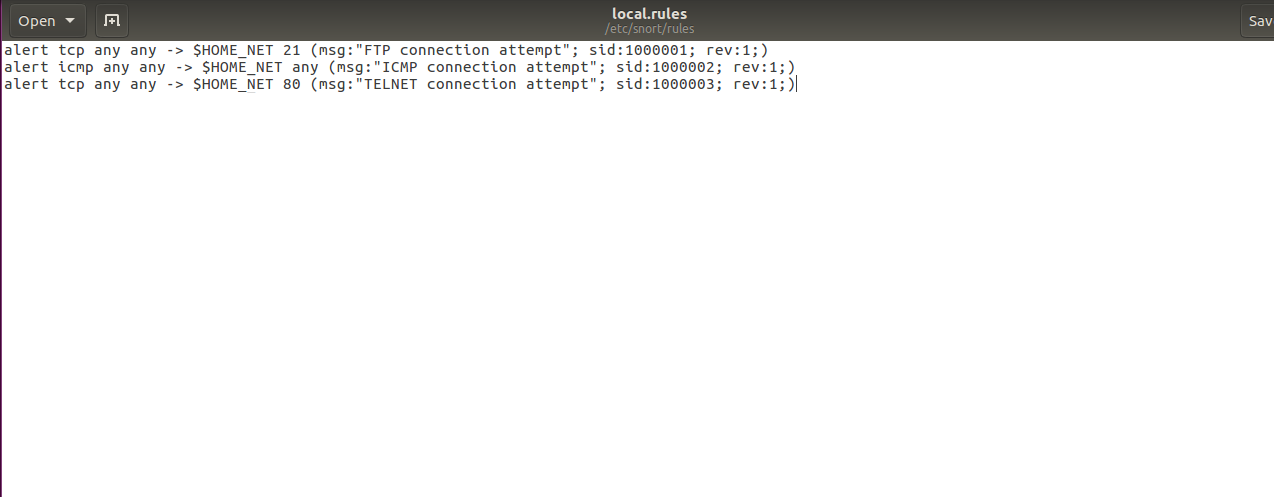 Open
local.rules
/etc/snort/rules
Sav
alert tcp any any -> $HOME_NET 21 (msg:"FTP connection attempt"; sid:1000001; rev:1;)
alert icmp any any -> $HOME_NET any (msg:"ICMP connection attempt"; sid:1000002; rev:1;)
alert tcp any any -> $HOME_NET 80 (msg:"TELNET connection attempt"; sid:1000003; rev:1;)